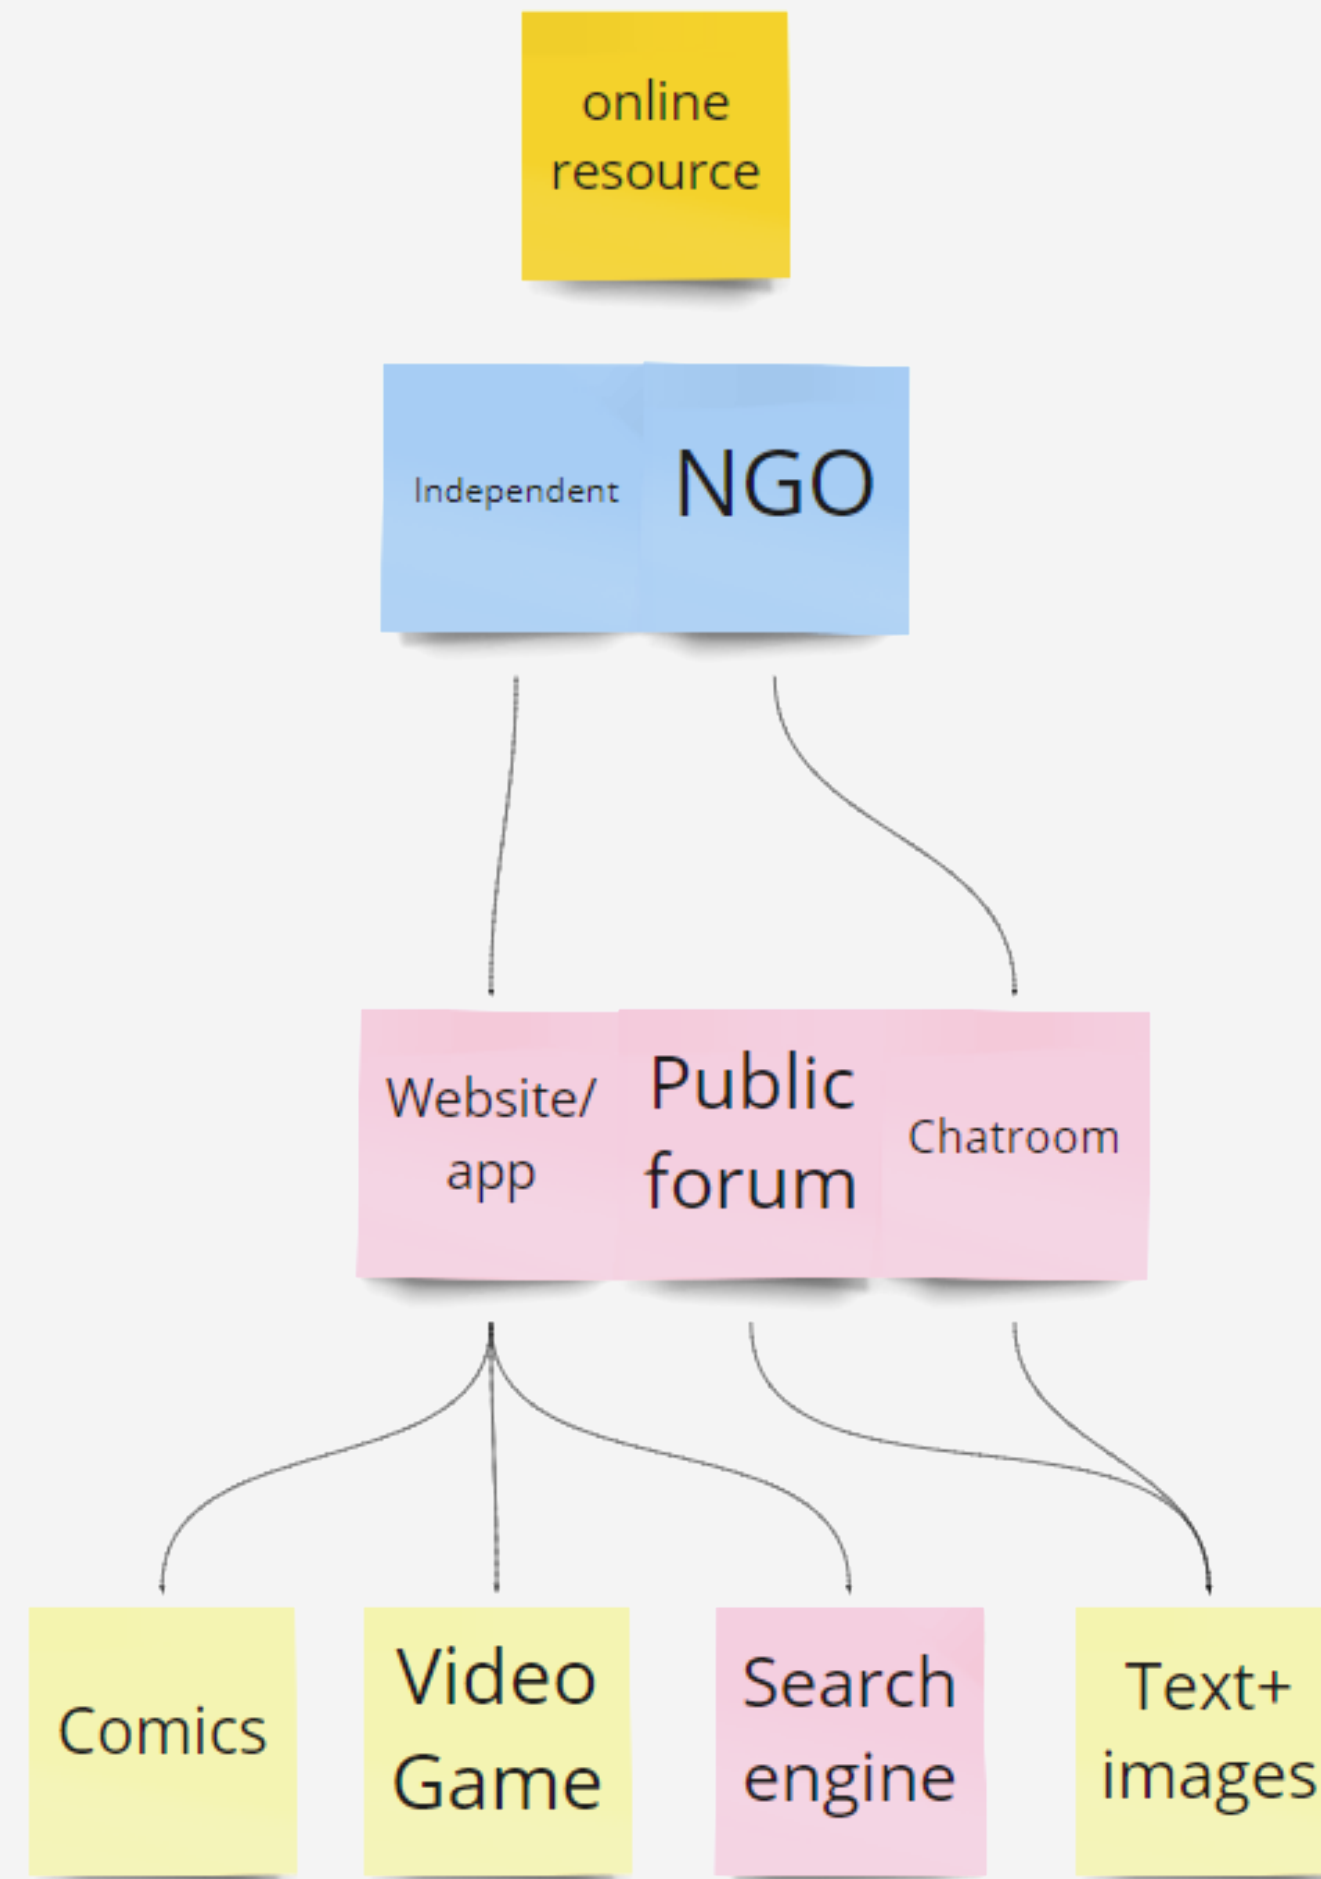 online
resource
Independent
NGO
Website/
app
Public
forum
Chatroom
Comics
Video
Game
Search
engine
Text+
images